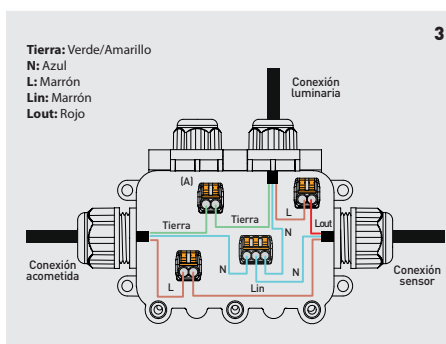 3
Tierra: Verde/Amarillo
N: Azul
L: Marrón
Lin: Marrón
Lout: Rojo
Conexión
luminaria
(A)
L
Lout
Tierra
Tierra
N
N
N
L
Lin
Conexión
acometida
Conexión
sensor